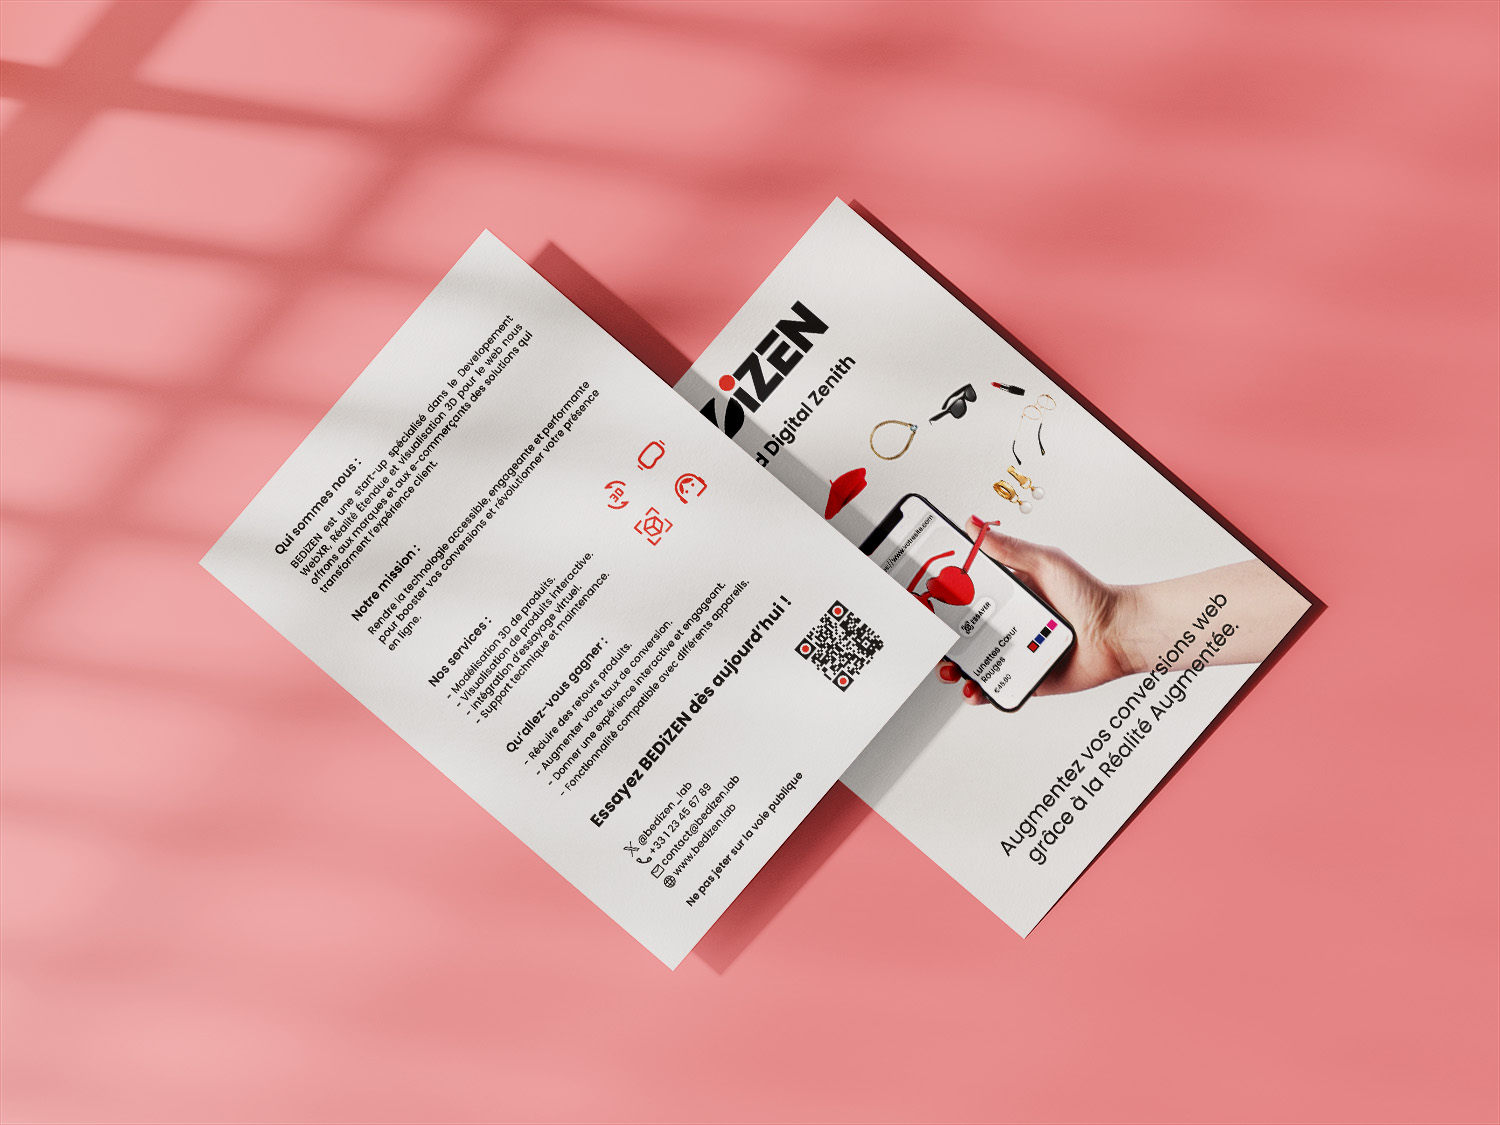 Qui sommes nous :
BEDiZEN est une start-up spécialisé dans le Developement
WebXR, Réalité Étendue et visualisation 3D pour le web nous
offrons aux marques et aux e-commerçants des solutions qui
transforment l'expérience client.
Notre mission :
Rendre la technologie accessible, engageante et performante
pour booster vos conversions et révolutionner votre présence
en ligne.
3D
Nos services :
- Modélisation 3D de produits.
- Visualisation de produits interactive.
- Intégration d'essayage virtuel.
- Support technique et maintenance.
Qu'allez-vous gagner :
- Réduire des retours produits.
- Augmenter votre taux de conversion.
- Donner une expérience interactive et engageant.
- Fonctionnalité compatible avec différents appareils.
Essayez BEDiZEN dès aujourd'hui !
@bedizen_lab
+33 1 23 45 67 89
contact@bedizen.lab
www.bedizen.lab
Ne pas jeter sur la voie publique
iZEN
d Digital Zenith
://www.votresite.com
ESSAYER
Lunettes Cœur
Rouges
Augmentez vos conversions web
grâce à la Réalité Augmentée.